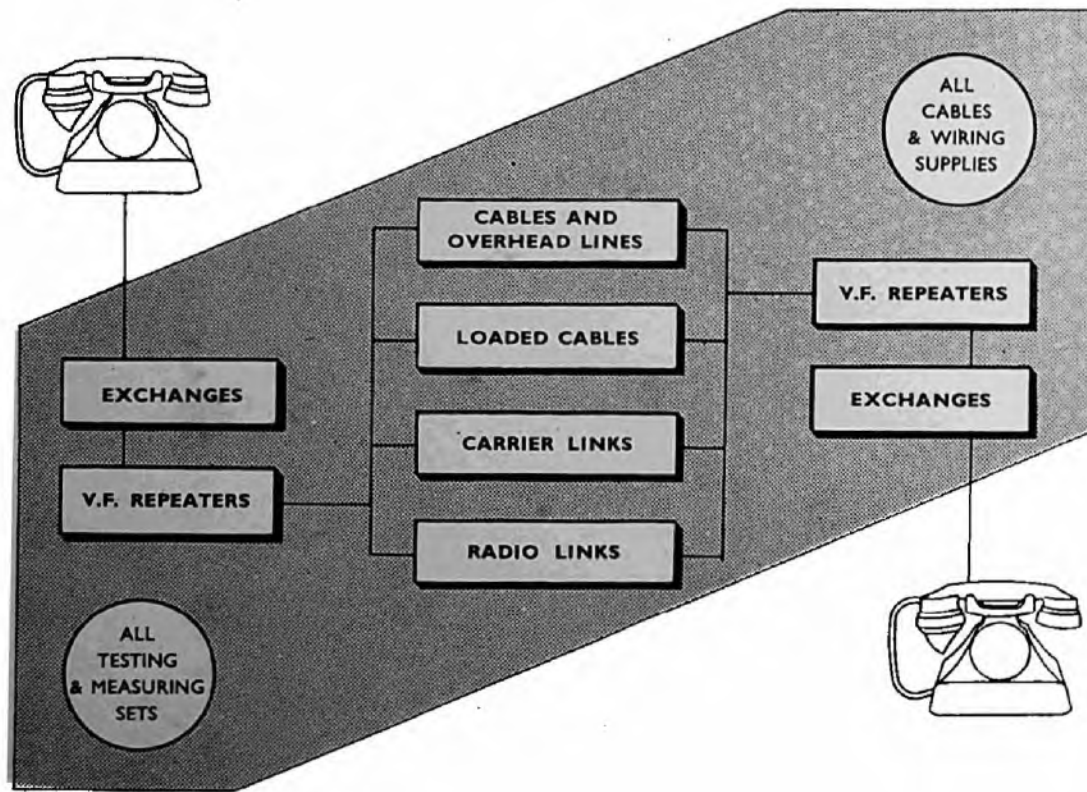 ALL
CABLES
& WIRING
SUPPLIES
CABLES AND
OVERHEAD LINES
V.F. REPEATERS
LOADED CABLES
EXCHANGES
EXCHANGES
CARRIER LINKS
V.F. REPEATERS
RADIO LINKS
ALL
TESTING
& MEASURING
SETS